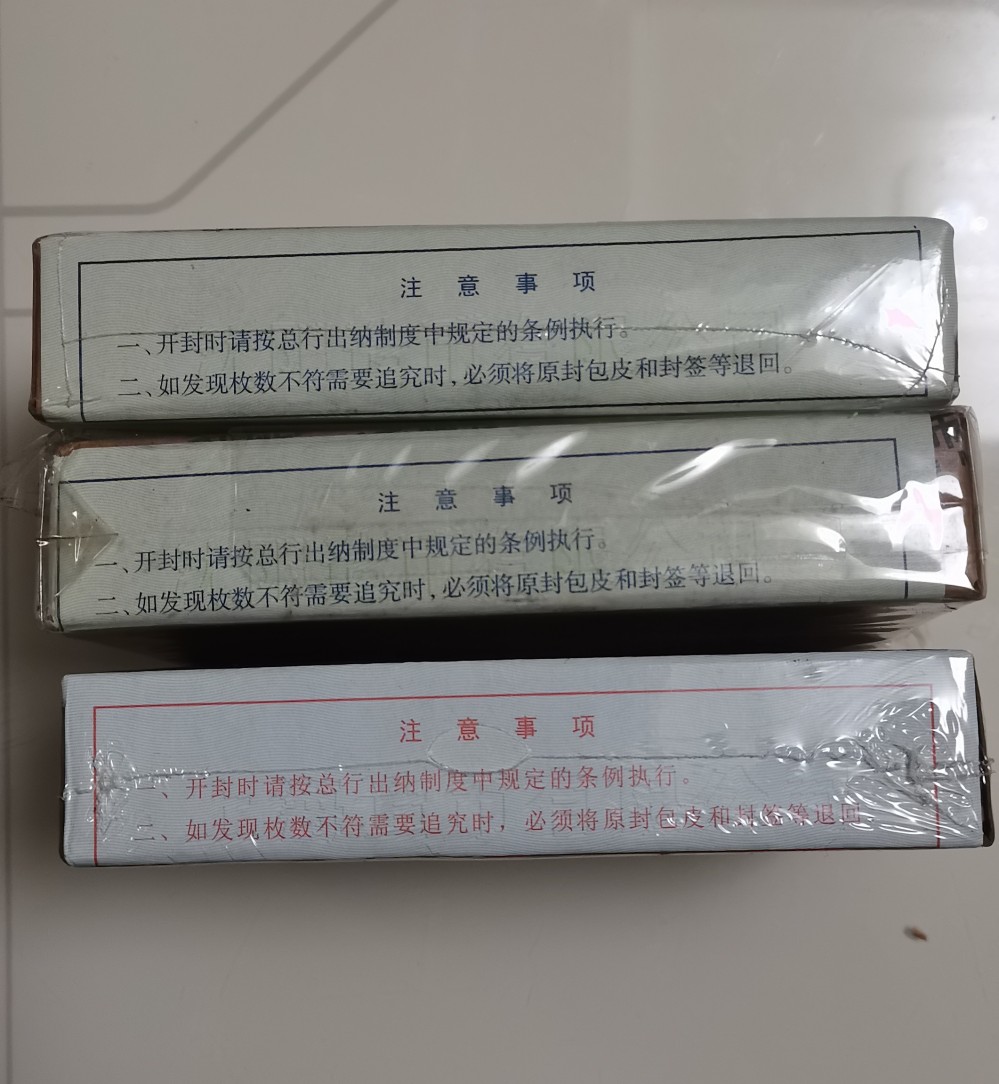 注意事项
一、开封时请按总行出纳制度中规定的条例执行。
二、如发现枚数不符需要追究时,必须将原封包皮和封签等退回。
注意事项
一、开封时请按总行出纳制度中规定的条例执行。
二、如发现枚数不符需要追究时,必须将原封包皮和封签等退回。
注意事项
一、开封时请按总行出纳制度中规定的条例执行。
二、如发现枚数不符需要追究时，必须将原封包皮和封签等退回。